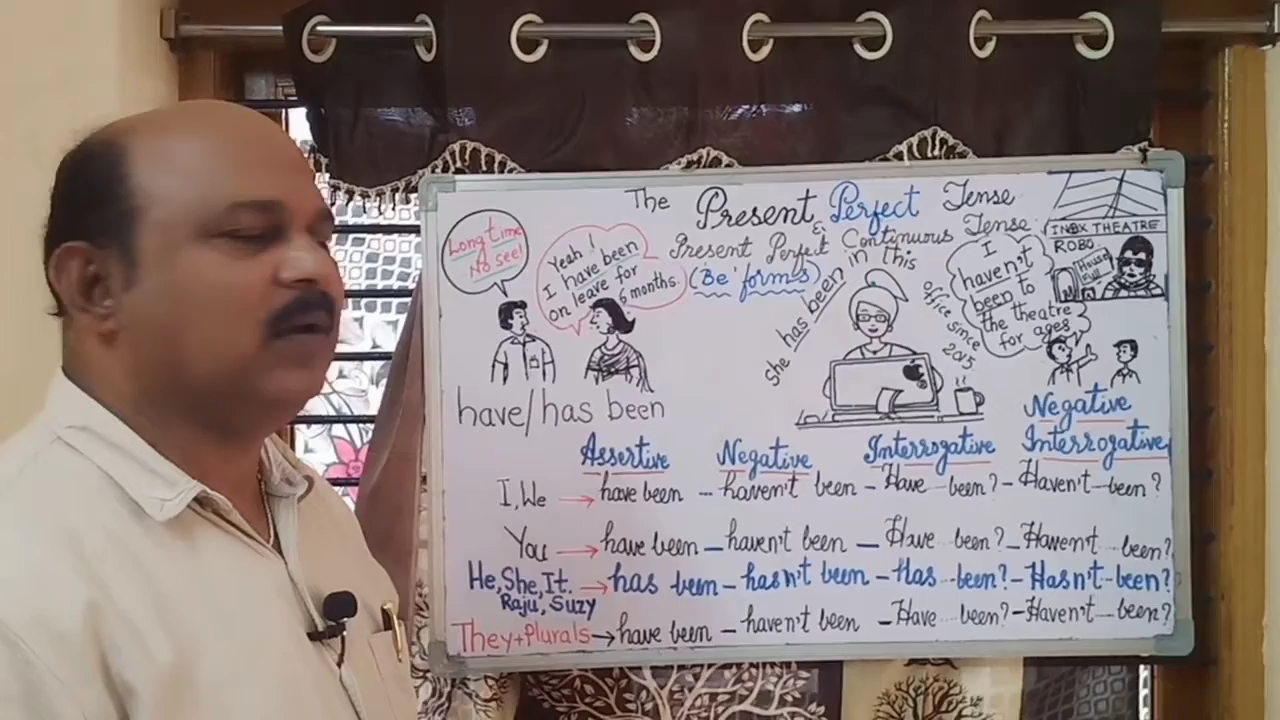 The Present Perfect Tense
& Tense
Present Perfect Continuous
(Be' forms)
Long time
No see!
Yeah !
I have been
on leave for
6 months.
She has been in this
office since
2015
I
haven't
been to
the theatre
for ages
INOX THEATRE
ROBO
House
Full
have/has been
Assertive Negative Interrogative Negative Interrogative
I, We → have been -- haven't been - Have been? - Haven't--been?
You → have been - haven't been - Have been? - Haven't been?
He, She, It. → has been - hasn't been - Has been? - Hasn't-been?
Raju, Suzy
They+Plurals → have been - haven't been - Have been? - Haven't been?